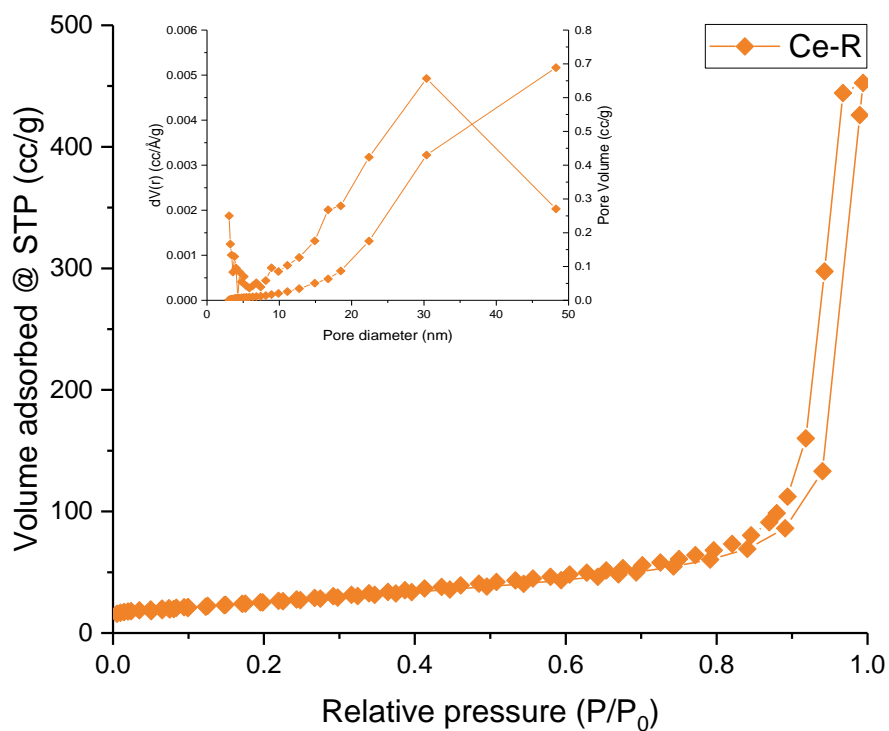 Ce-R
Volume adsorbed @ STP (cc/g)
500
400
300
200
100
0
0.0 0.2 0.4 0.6 0.8 1.0
Relative pressure (P/P₀)
dV(r) (cc/Å/g)
0.006
0.005
0.004
0.003
0.002
0.001
0.000
0 10 20 30 40 50
Pore diameter (nm)
0.8
0.7
0.6
0.5
0.4
0.3
0.2
0.1
0.0
Pore Volume (cc/g)